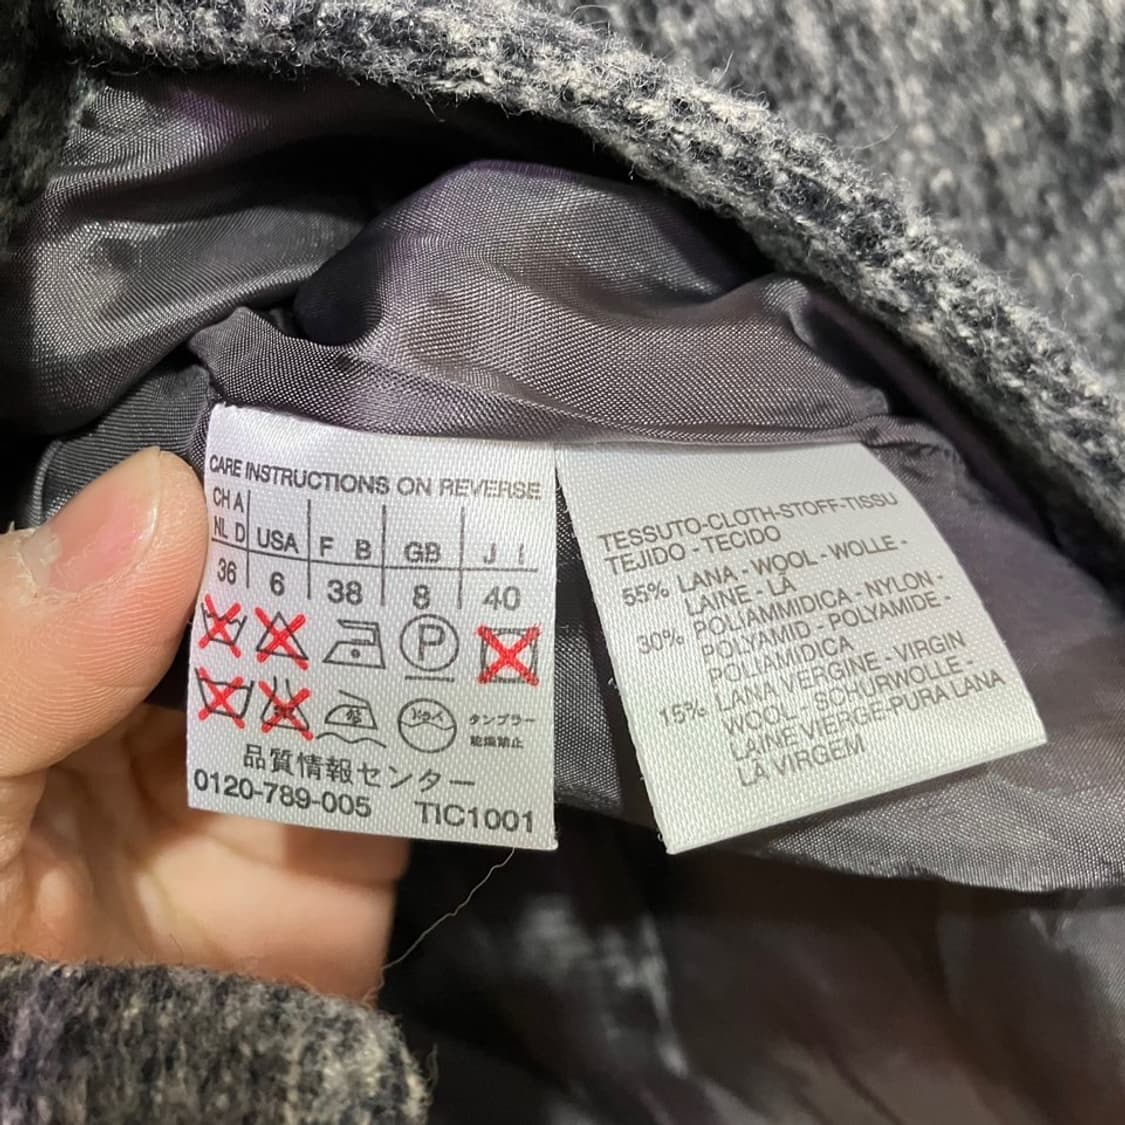 CARE INSTRUCTIONS ON REVERSE
CH A
NL D USA F B GB J I
36 6 38 8 40
P
タンブラー
乾燥禁止
品質情報センター
0120-789-005 TIC1001
TESSUTO-CLOTH-STOFF-TISSU
TEJIDO - TECIDO
55% LANA - WOOL - WOLLE -
LAINE - LÃ
30% POLIAMMIDICA - NYLON -
POLYAMID - POLYAMIDE -
POLIAMIDICA
15% LANA VERGINE - VIRGIN
WOOL - SCHURWOLLE -
LAINE VIERGE-PURA LANA
LÃ VIRGEM